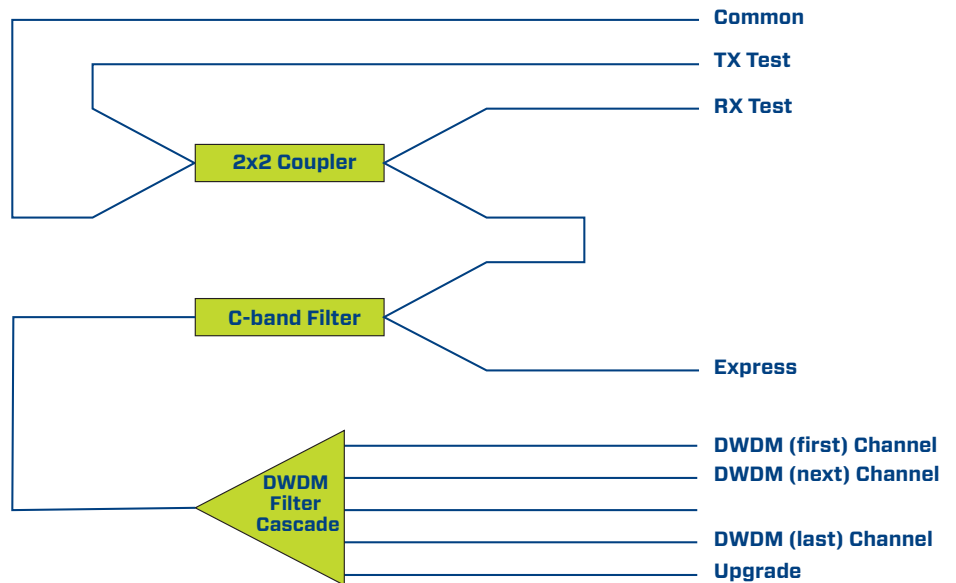 Common
TX Test
RX Test
2x2 Coupler
C-band Filter
Express
DWDM (first) Channel
DWDM (next) Channel
DWDM
Filter
Cascade
DWDM (last) Channel
Upgrade